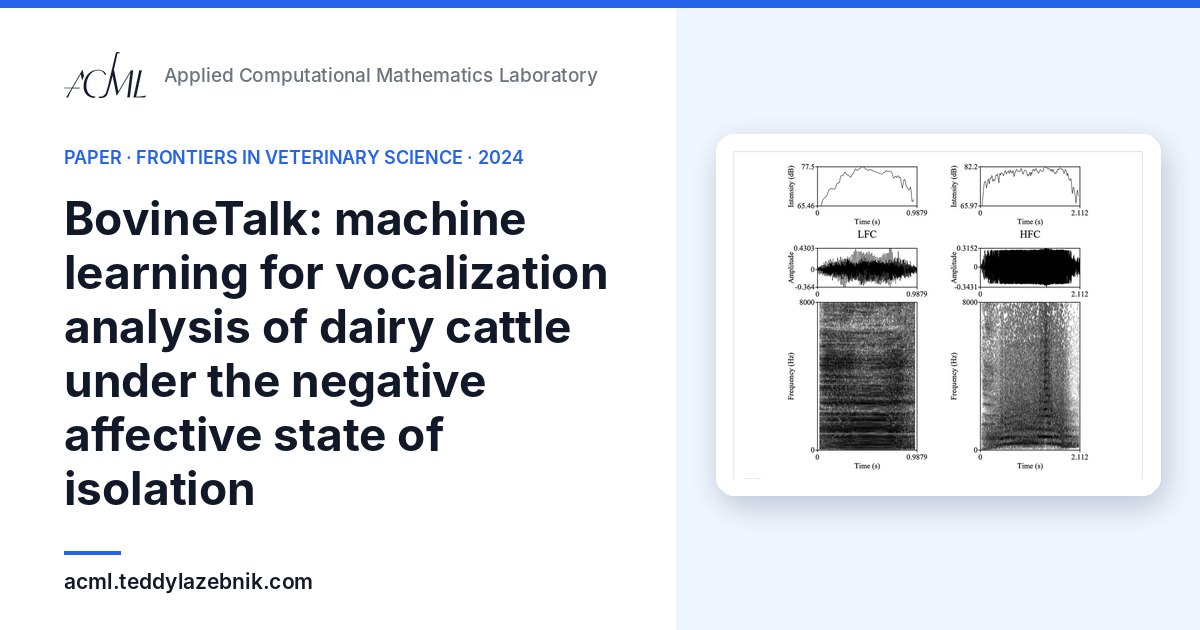 ACML
Applied Computational Mathematics Laboratory
PAPER · FRONTIERS IN VETERINARY SCIENCE · 2024
BovineTalk: machine
learning for vocalization
analysis of dairy cattle
under the negative
affective state of
isolation
acml.teddylazebnik.com
77.5
Intensity (dB)
65.46
0
0.9879
Time (s)
LFC
0.4303
Amplitude
0
-0.364
0
0.9879
8000
Frequency (Hz)
0
0
0.9879
Time (s)
82.2
Intensity (dB)
65.97
0
2.112
Time (s)
HFC
0.3152
Amplitude
0
-0.3431
0
2.112
8000
Frequency (Hz)
0
0
2.112
Time (s)